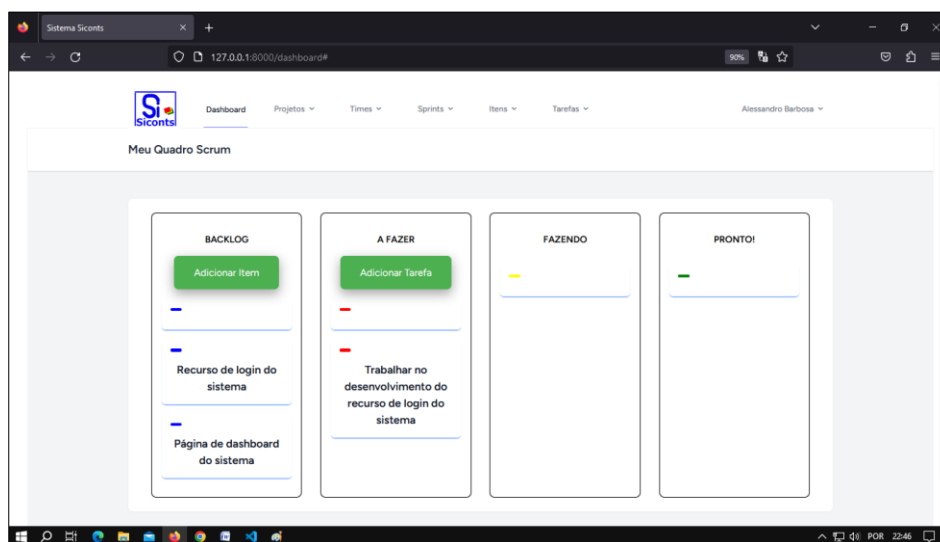 Sistema Siconts
127.0.0.1:8000/dashboard#
90%
Si
Siconts
Dashboard
Projetos
Times
Sprints
Itens
Tarefas
Alessandro Barbosa
Meu Quadro Scrum
BACKLOG
Adicionar Item
Recurso de login do
sistema
Página de dashboard
do sistema
A FAZER
Adicionar Tarefa
Trabalhar no
desenvolvimento do
recurso de login do
sistema
FAZENDO
PRONTO!
POR
22:46